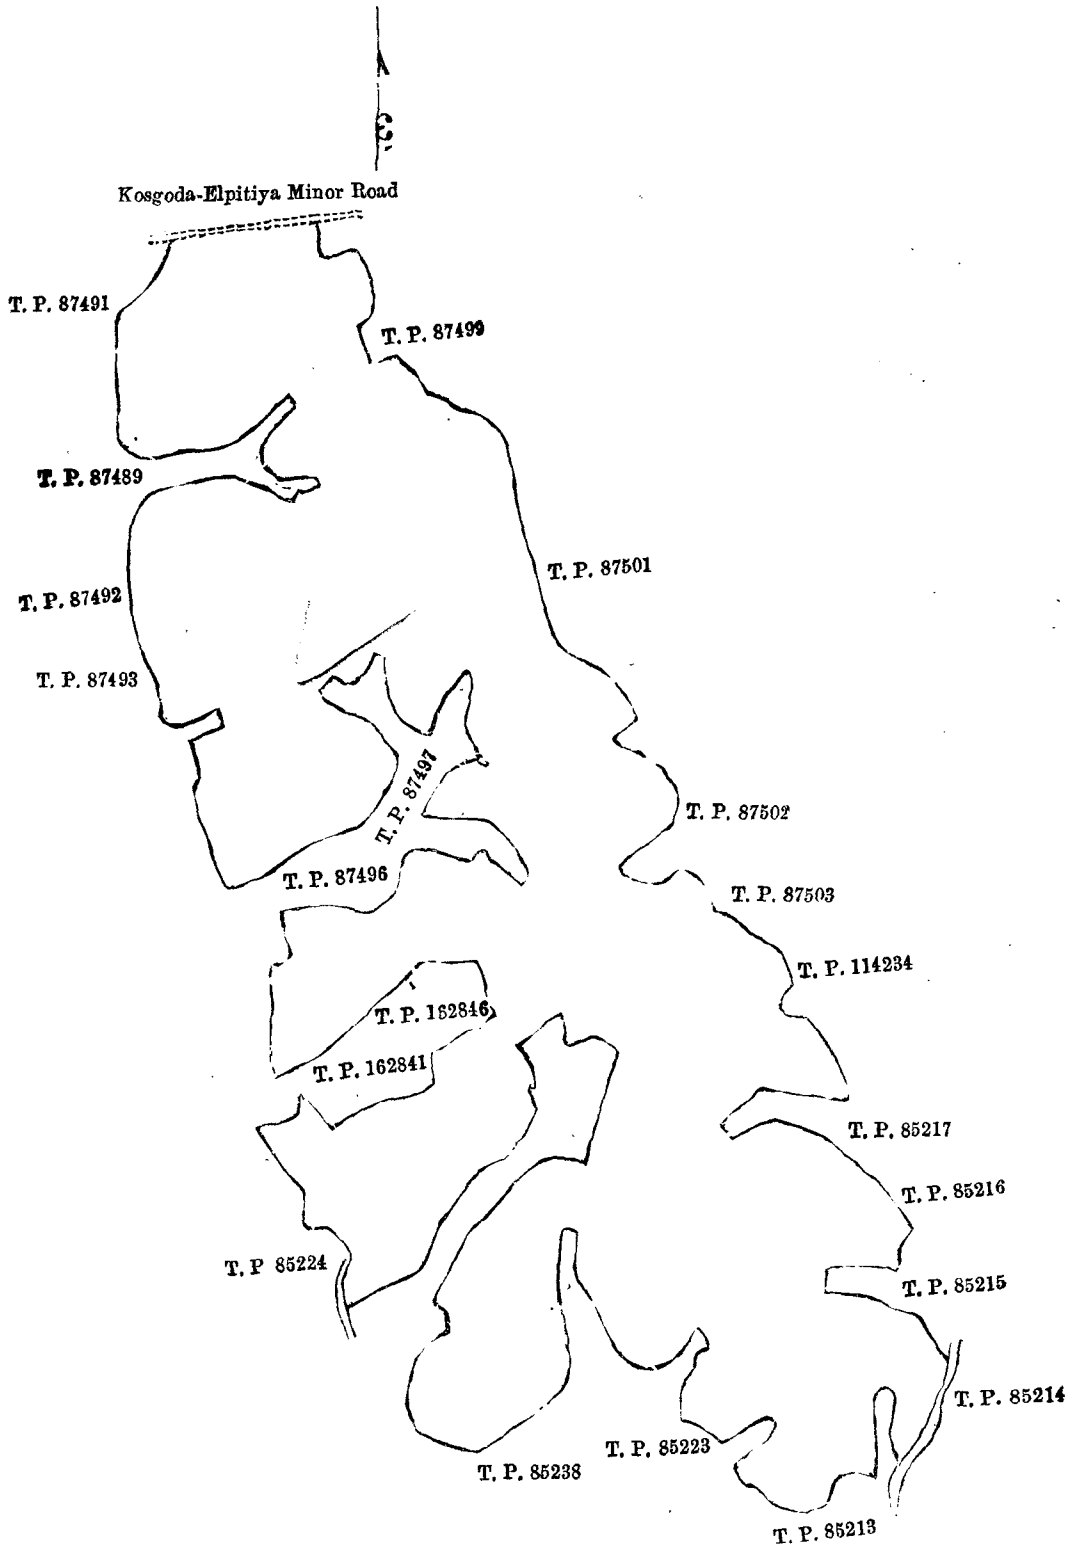 Kosgoda-Elpitiya Minor Road
T. P. 87491
T. P. 87499
T. P. 87489
T. P. 87501
T. P. 87492
T. P. 87493
T. P. 87497
T. P. 87502
T. P. 87496
T. P. 87503
T. P. 114234
T. P. 162846
T. P. 162841
T. P. 85217
T. P. 85216
T. P 85224
T. P. 85215
T. P. 85214
T. P. 85223
T. P. 85238
T. P. 85213